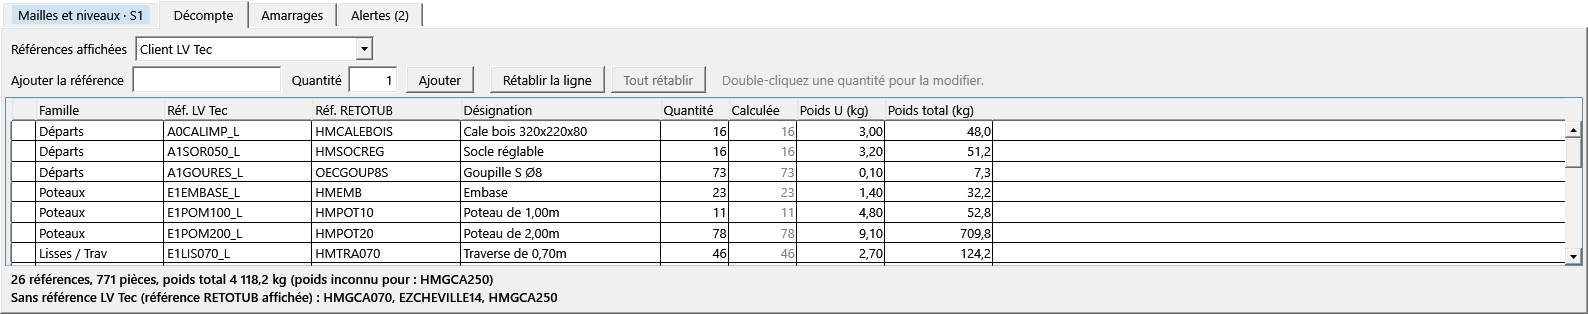 Mailles et niveaux · S1 Décompte Amarrages Alertes (2)
Références affichées Client LV Tec
Ajouter la référence Quantité 1 Ajouter Rétablir la ligne Tout rétablir Double-cliquez une quantité pour la modifier.
Famille Réf. LV Tec Réf. RETOTUB Désignation Quantité Calculée Poids U (kg) Poids total (kg)
Départs A0CALIMP_L HMCALEBOIS Cale bois 320x220x80 16 16 3,00 48,0
Départs A1SOR050_L HMSOCREG Socle réglable 16 16 3,20 51,2
Départs A1GOURES_L OECGOUP8S Goupille S Ø8 73 73 0,10 7,3
Poteaux E1EMBASE_L HMEMB Embase 23 23 1,40 32,2
Poteaux E1POM100_L HMPOT10 Poteau de 1,00m 11 11 4,80 52,8
Poteaux E1POM200_L HMPOT20 Poteau de 2,00m 78 78 9,10 709,8
Lisses / Trav E1LIS070_L HMTRA070 Traverse de 0,70m 46 46 2,70 124,2
26 références, 771 pièces, poids total 4 118,2 kg (poids inconnu pour : HMGCA250)
Sans référence LV Tec (référence RETOTUB affichée) : HMGCA070, EZCHEVILLE14, HMGCA250